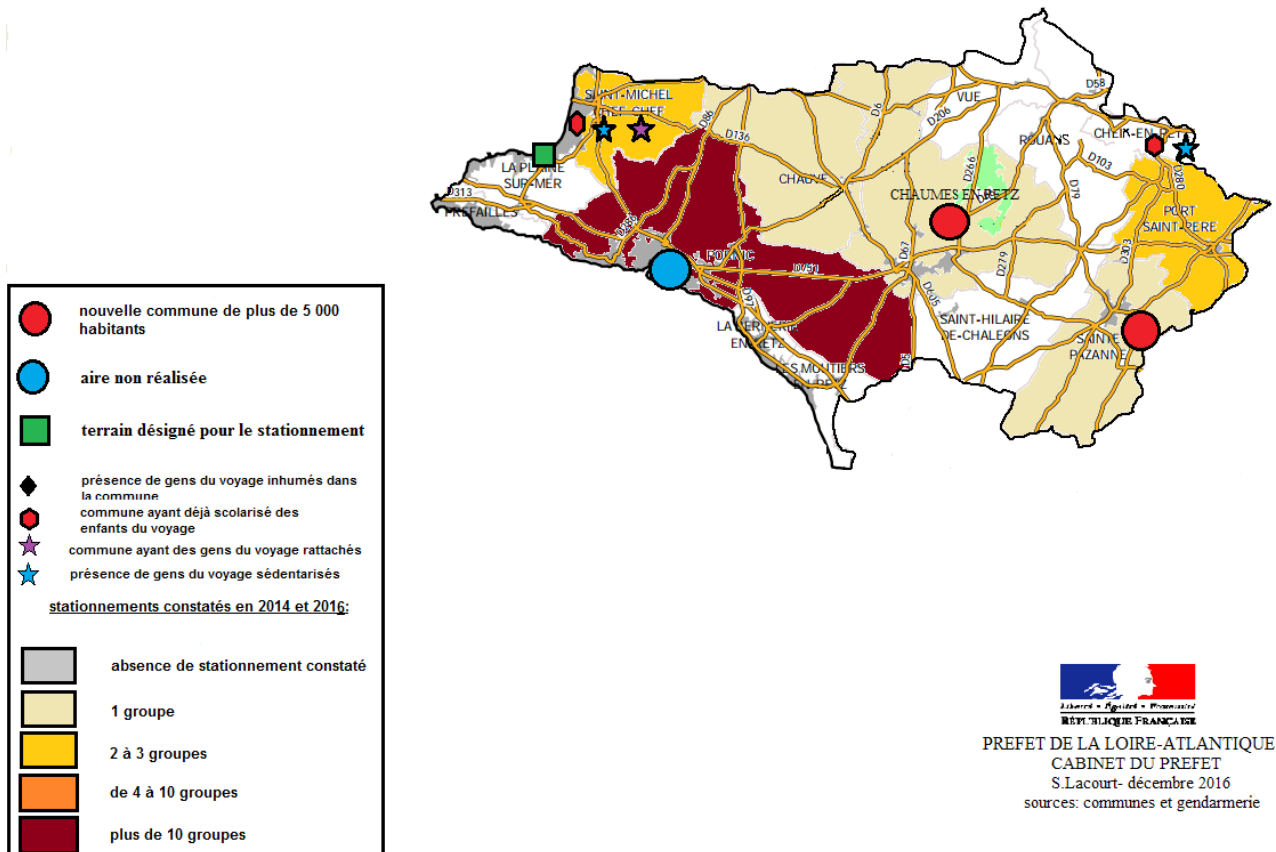 D58
SAINT-MICHEL
CHEF-CHEF
VUE
D6
D206
D86
D136
ROUANS
CHEIX-EN-RETZ
D103
D266
D280
LA PLAINE
SUR-MER
CHAUVE
CHAUMES EN RETZ
D79
D313
PREFAILLES
PORT
SAINT-PERE
D286
D67
D303
PORNIC
D751
D279
D97
D605
LA BERNERIE
EN-RETZ
SAINT-HILAIRE
DE-CHALEONS
SAINTE
PAZANNE
D5
LES MOUTIERS
EN-RETZ
nouvelle commune de plus de 5 000
habitants
aire non réalisée
terrain désigné pour le stationnement
présence de gens du voyage inhumés dans
la commune
commune ayant déjà scolarisé des
enfants du voyage
commune ayant des gens du voyage rattachés
présence de gens du voyage sédentarisés
stationnements constatés en 2014 et 2016:
absence de stationnement constaté
1 groupe
2 à 3 groupes
de 4 à 10 groupes
plus de 10 groupes
Liberté • Égalité • Fraternité
RÉPUBLIQUE FRANÇAISE
PREFET DE LA LOIRE-ATLANTIQUE
CABINET DU PREFET
S.Lacourt- décembre 2016
sources: communes et gendarmerie